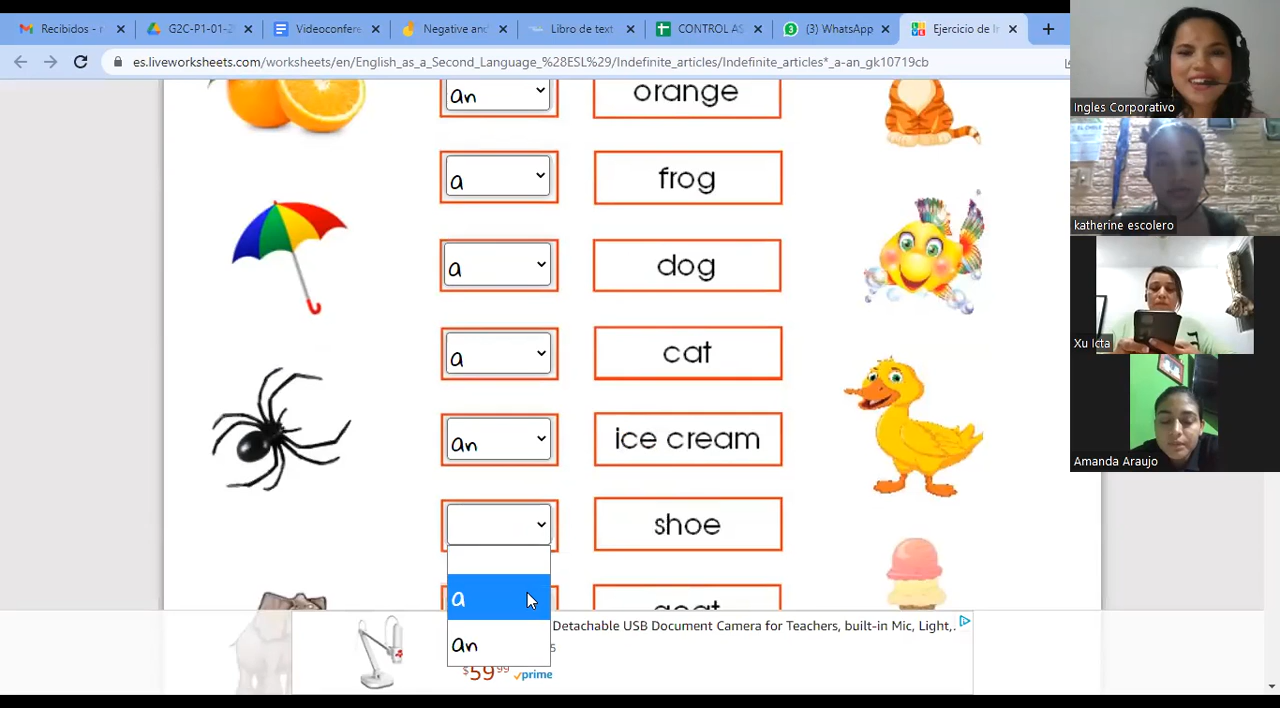 Recibidos - r
G2C-P1-01-2
Videoconfere
Negative anc
Libro de text
CONTROL AS
(3) WhatsApp
Ejercicio de In
es.liveworksheets.com/worksheets/en/English_as_a_Second_Language_%28ESL%29/Indefinite_articles/Indefinite_articles*_a-an_gk10719cb
an orange
a frog
a dog
a cat
an ice cream
shoe
a
an
goat
Detachable USB Document Camera for Teachers, built-in Mic, Light,.
$59 99 prime
Ingles Corporativo
katherine escolero
Xu Icta
Amanda Araujo